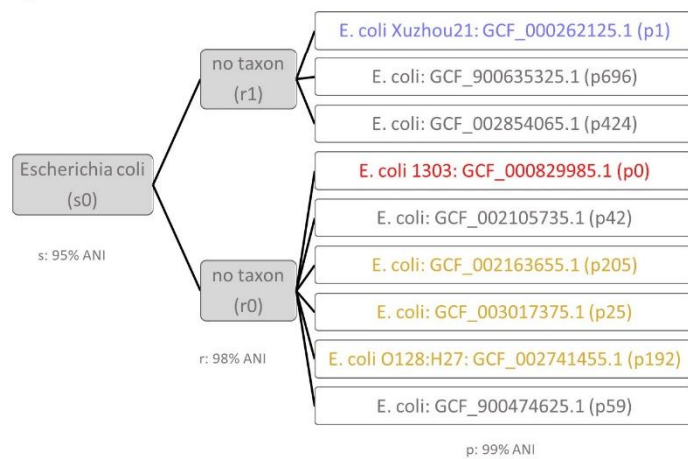 E. coli Xuzhou21: GCF_000262125.1 (p1)
no taxon
(r1)
E. coli: GCF_900635325.1 (p696)
E. coli: GCF_002854065.1 (p424)
Escherichia coli
(s0)
s: 95% ANI
E. coli 1303: GCF_000829985.1 (p0)
E. coli: GCF_002105735.1 (p42)
no taxon
(r0)
r: 98% ANI
E. coli: GCF_002163655.1 (p205)
E. coli: GCF_003017375.1 (p25)
E. coli O128:H27: GCF_002741455.1 (p192)
E. coli: GCF_900474625.1 (p59)
p: 99% ANI